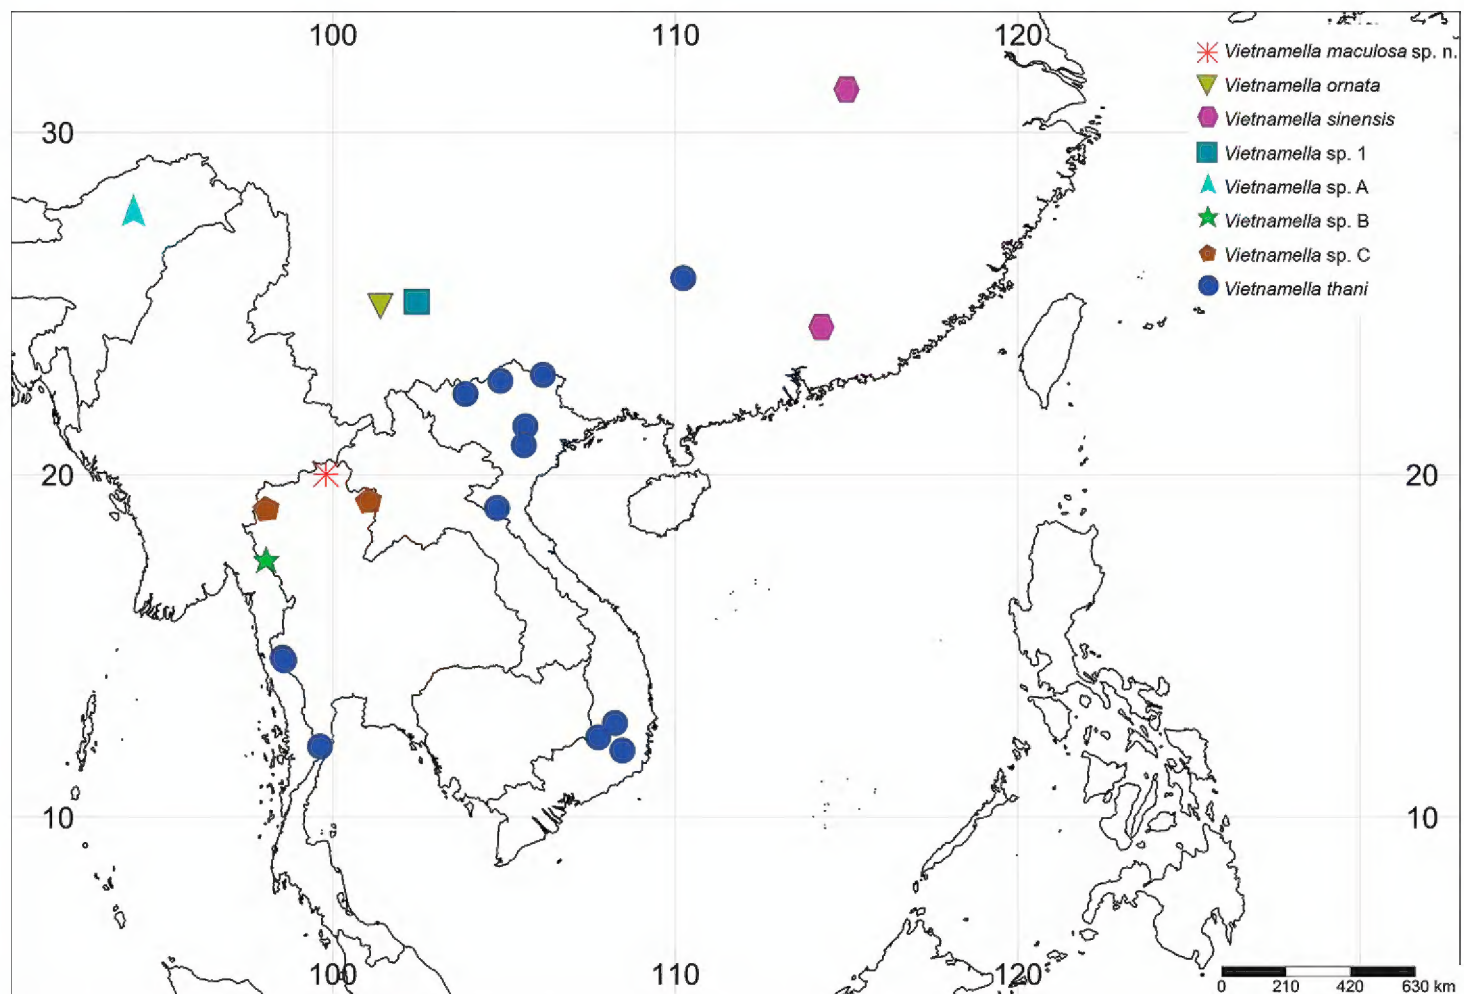 100 110 120
Vietnamella maculosa sp. n.
Vietnamella ornata
30
Vietnamella sinensis
Vietnamella sp. 1
Vietnamella sp. A
Vietnamella sp. B
Vietnamella sp. C
Vietnamella thani
20 20
10 10
100 110 120
0 210 420 630 km